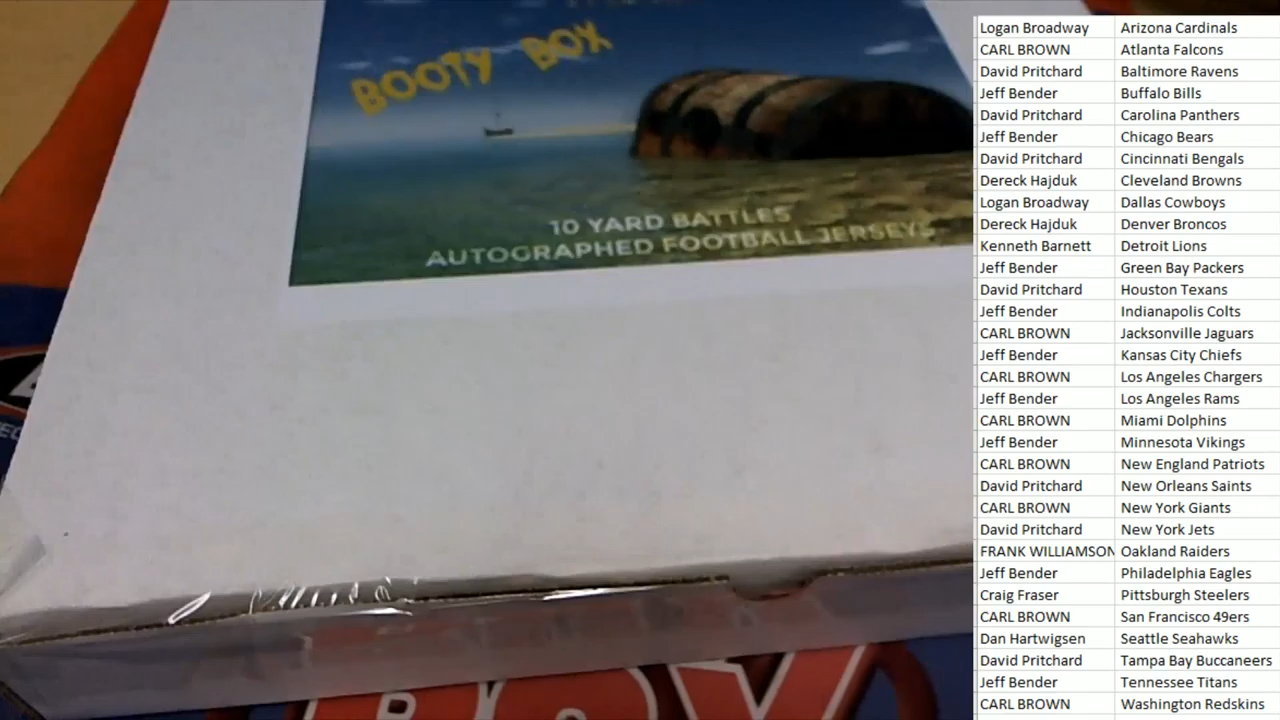 BOOTY BOX
10 YARD BATTLES
AUTOGRAPHED FOOTBALL JERSEYS
Logan Broadway Arizona Cardinals
CARL BROWN Atlanta Falcons
David Pritchard Baltimore Ravens
Jeff Bender Buffalo Bills
David Pritchard Carolina Panthers
Jeff Bender Chicago Bears
David Pritchard Cincinnati Bengals
Dereck Hajduk Cleveland Browns
Logan Broadway Dallas Cowboys
Dereck Hajduk Denver Broncos
Kenneth Barnett Detroit Lions
Jeff Bender Green Bay Packers
David Pritchard Houston Texans
Jeff Bender Indianapolis Colts
CARL BROWN Jacksonville Jaguars
Jeff Bender Kansas City Chiefs
CARL BROWN Los Angeles Chargers
Jeff Bender Los Angeles Rams
CARL BROWN Miami Dolphins
Jeff Bender Minnesota Vikings
CARL BROWN New England Patriots
David Pritchard New Orleans Saints
CARL BROWN New York Giants
David Pritchard New York Jets
FRANK WILLIAMSON Oakland Raiders
Jeff Bender Philadelphia Eagles
Craig Fraser Pittsburgh Steelers
CARL BROWN San Francisco 49ers
Dan Hartwigsen Seattle Seahawks
David Pritchard Tampa Bay Buccaneers
Jeff Bender Tennessee Titans
CARL BROWN Washington Redskins